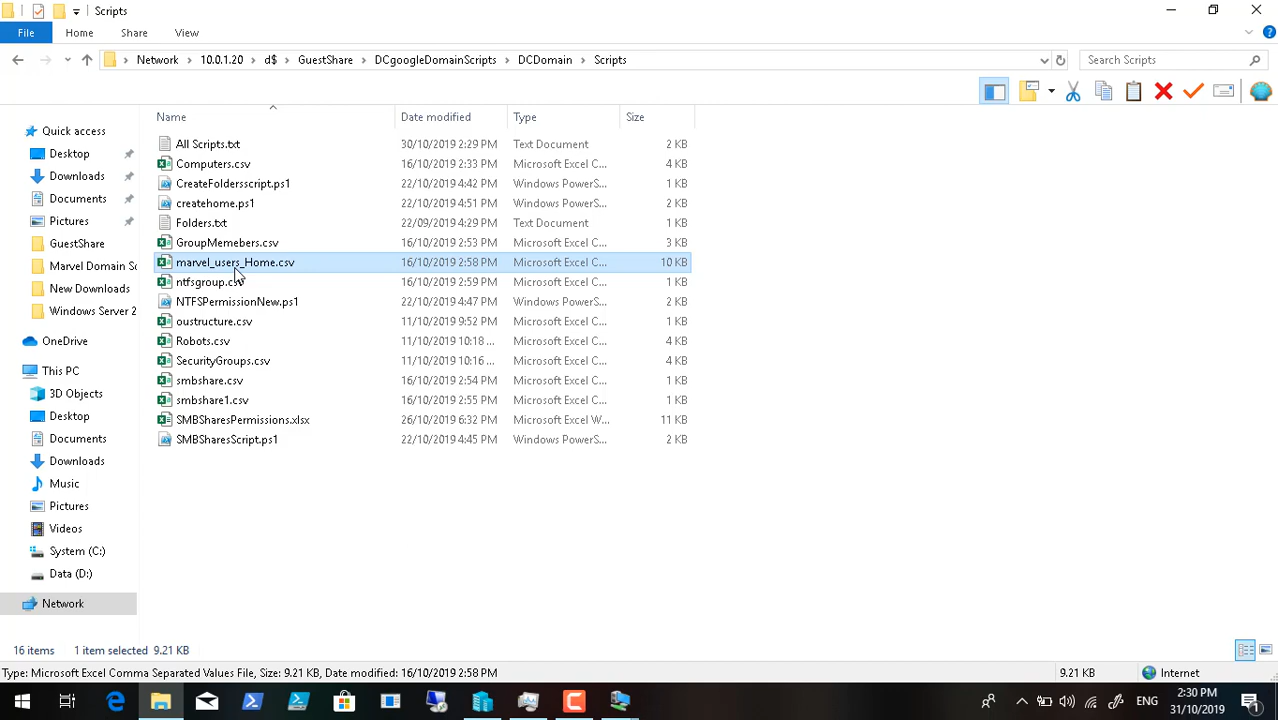 Scripts
File Home Share View
Network 10.0.1.20 d$ GuestShare DCgoogleDomainScripts DCDomain Scripts Search Scripts
Name Date modified Type Size
All Scripts.txt 30/10/2019 2:29 PM Text Document 2 KB
Computers.csv 16/10/2019 2:33 PM Microsoft Excel C... 4 KB
CreateFoldersscript.ps1 22/10/2019 4:42 PM Windows PowerS... 1 KB
createhome.ps1 22/10/2019 4:51 PM Windows PowerS... 2 KB
Folders.txt 22/09/2019 4:29 PM Text Document 1 KB
GroupMemebers.csv 16/10/2019 2:53 PM Microsoft Excel C... 3 KB
marvel_users_Home.csv 16/10/2019 2:58 PM Microsoft Excel C... 10 KB
ntfsgroup.csv 16/10/2019 2:59 PM Microsoft Excel C... 1 KB
NTFSPermissionNew.ps1 22/10/2019 4:47 PM Windows PowerS... 2 KB
oustructure.csv 11/10/2019 9:52 PM Microsoft Excel C... 1 KB
Robots.csv 11/10/2019 10:18 ... Microsoft Excel C... 4 KB
SecurityGroups.csv 11/10/2019 10:16 ... Microsoft Excel C... 4 KB
smbshare.csv 16/10/2019 2:54 PM Microsoft Excel C... 1 KB
smbshare1.csv 16/10/2019 2:55 PM Microsoft Excel C... 1 KB
SMBSharesPermissions.xlsx 26/10/2019 6:32 PM Microsoft Excel W... 11 KB
SMBSharesScript.ps1 22/10/2019 4:45 PM Windows PowerS... 2 KB
Quick access
Desktop
Downloads
Documents
Pictures
GuestShare
Marvel Domain Sc
New Downloads
Windows Server 2
OneDrive
This PC
3D Objects
Desktop
Documents
Downloads
Music
Pictures
Videos
System (C:)
Data (D:)
Network
16 items 1 item selected 9.21 KB
Type: Microsoft Excel Comma Separated Values File, Size: 9.21 KB, Date modified: 16/10/2019 2:58 PM 9.21 KB Internet
ENG 2:30 PM
31/10/2019 1